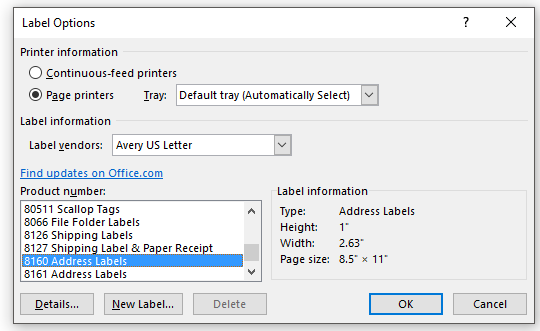 Label Options
?
Printer information
Continuous-feed printers
Page printers Tray: Default tray (Automatically Select)
Label information
Label vendors: Avery US Letter
Find updates on Office.com
Product number:
80511 Scallop Tags
8066 File Folder Labels
8126 Shipping Labels
8127 Shipping Label & Paper Receipt
8160 Address Labels
8161 Address Labels
Label information
Type: Address Labels
Height: 1"
Width: 2.63"
Page size: 8.5" × 11"
Details... New Label... Delete OK Cancel